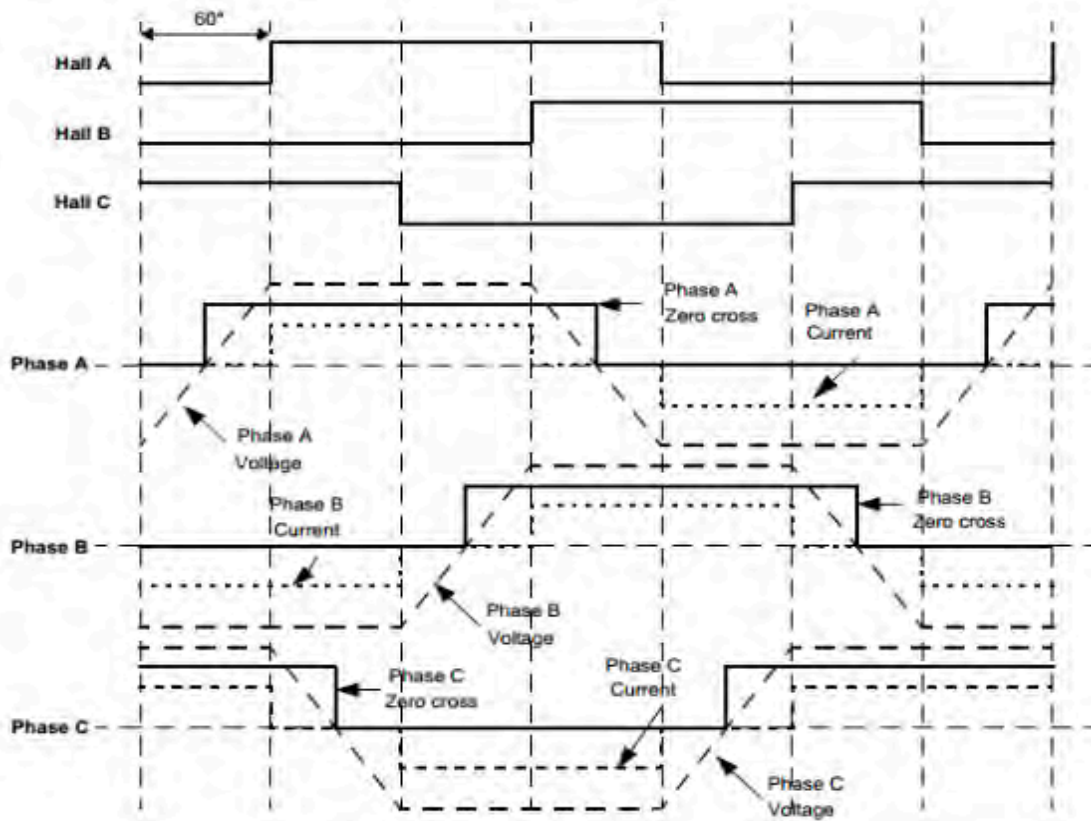 60°
Hall A
Hall B
Hall C
Phase A
Zero cross
Phase A
Current
Phase A
Phase A
Voltage
Phase B
Current
Phase B
Zero cross
Phase B
Phase B
Voltage
Phase C
Zero cross
Phase C
Current
Phase C
Phase C
Voltage